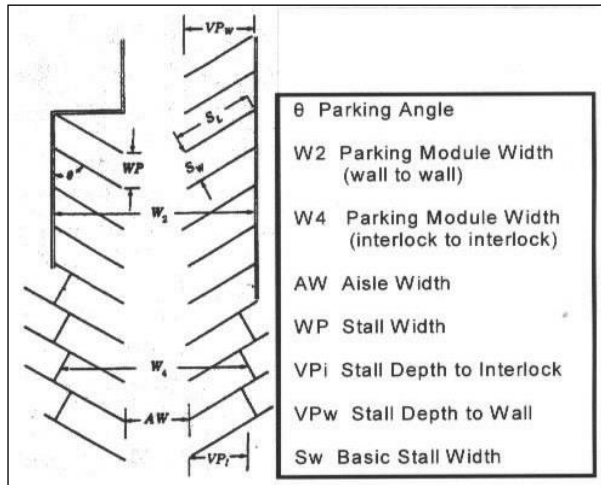 VPw
SL
WP
Sw
θ
W2
W4
AW
VPi
θ Parking Angle
W2 Parking Module Width
(wall to wall)
W4 Parking Module Width
(interlock to interlock)
AW Aisle Width
WP Stall Width
VPi Stall Depth to Interlock
VPw Stall Depth to Wall
Sw Basic Stall Width